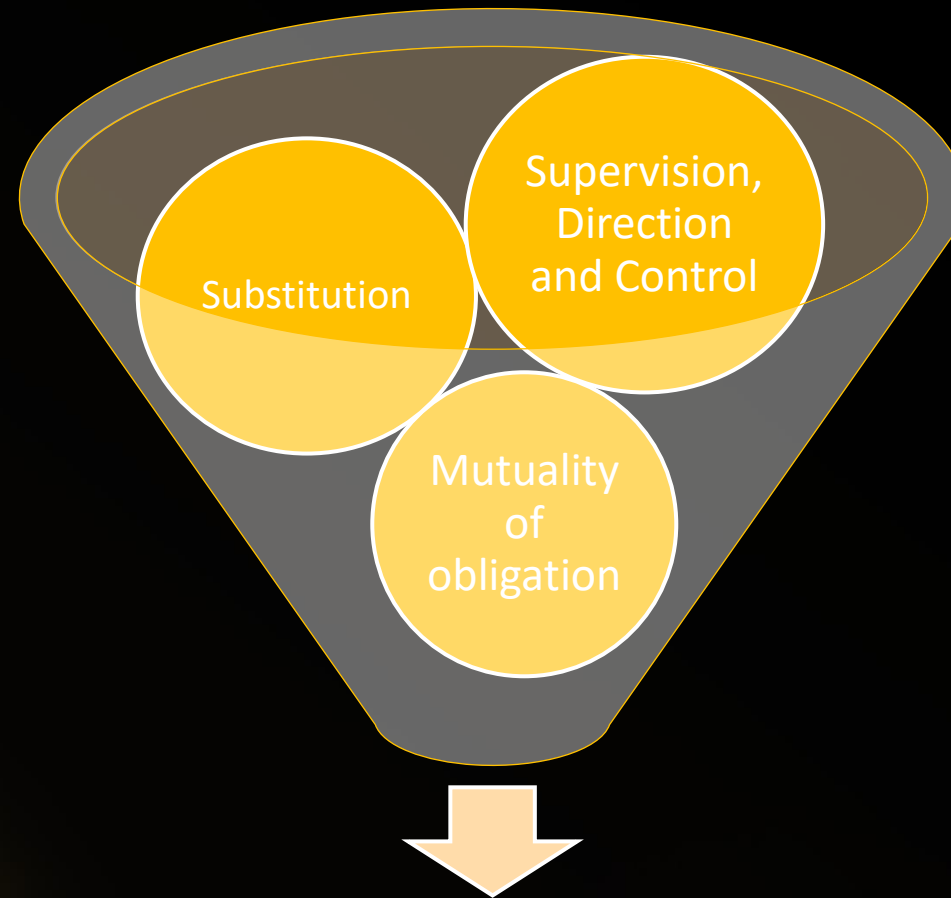 Substitution
Supervision,
Direction
and Control
Mutuality
of
obligation